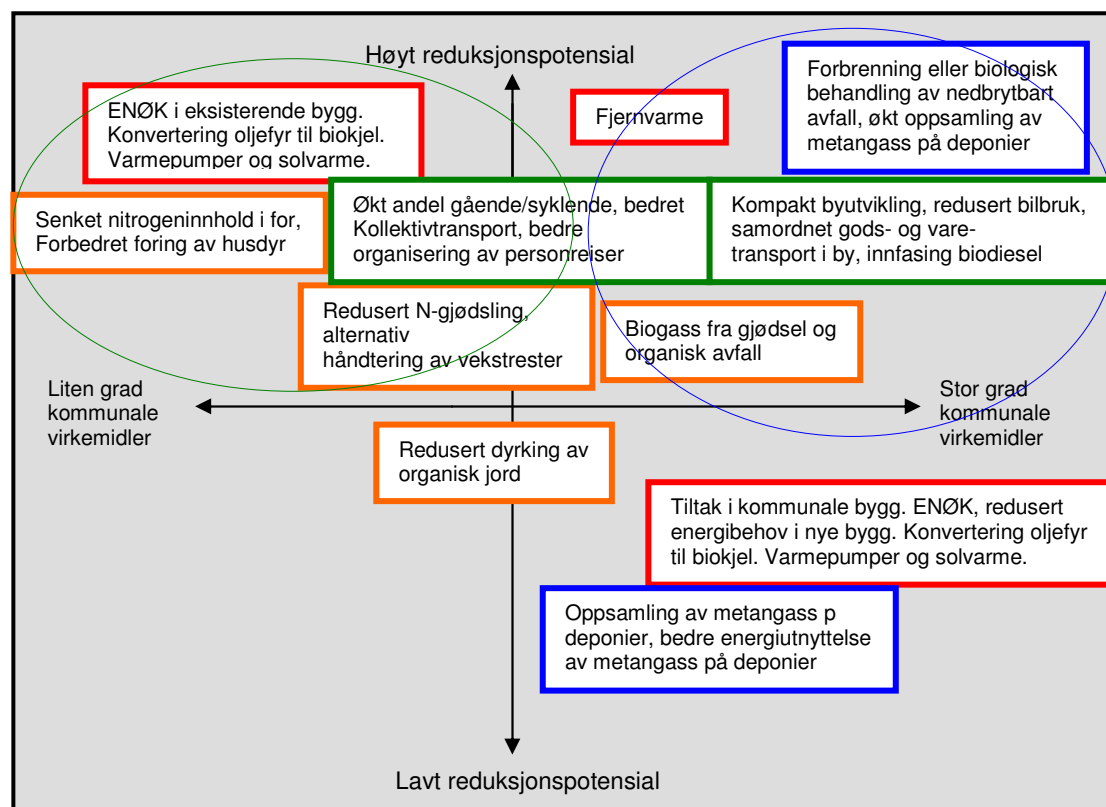 Høyt reduksjonspotensial
Forbrenning eller biologisk
behandling av nedbrytbart
avfall, økt oppsamling av
metangass på deponier
ENØK i eksisterende bygg.
Konvertering oljefyr til biokjel.
Varmepumper og solvarme.
Fjernvarme
Senket nitrogeninnhold i for,
Forbedret foring av husdyr
Økt andel gående/syklende, bedret
Kollektivtransport, bedre
organisering av personreiser
Kompakt byutvikling, redusert bilbruk,
samordnet gods- og vare-
transport i by, innfasing biodiesel
Redusert N-gjødsling,
alternativ
håndtering av vekstrester
Biogass fra gjødsel og
organisk avfall
Liten grad
kommunale
virkemidler
Stor grad
kommunale
virkemidler
Redusert dyrking av
organisk jord
Tiltak i kommunale bygg. ENØK, redusert
energibehov i nye bygg. Konvertering oljefyr
til biokjel. Varmepumper og solvarme.
Oppsamling av metangass p
deponier, bedre energiutnyttelse
av metangass på deponier
Lavt reduksjonspotensial